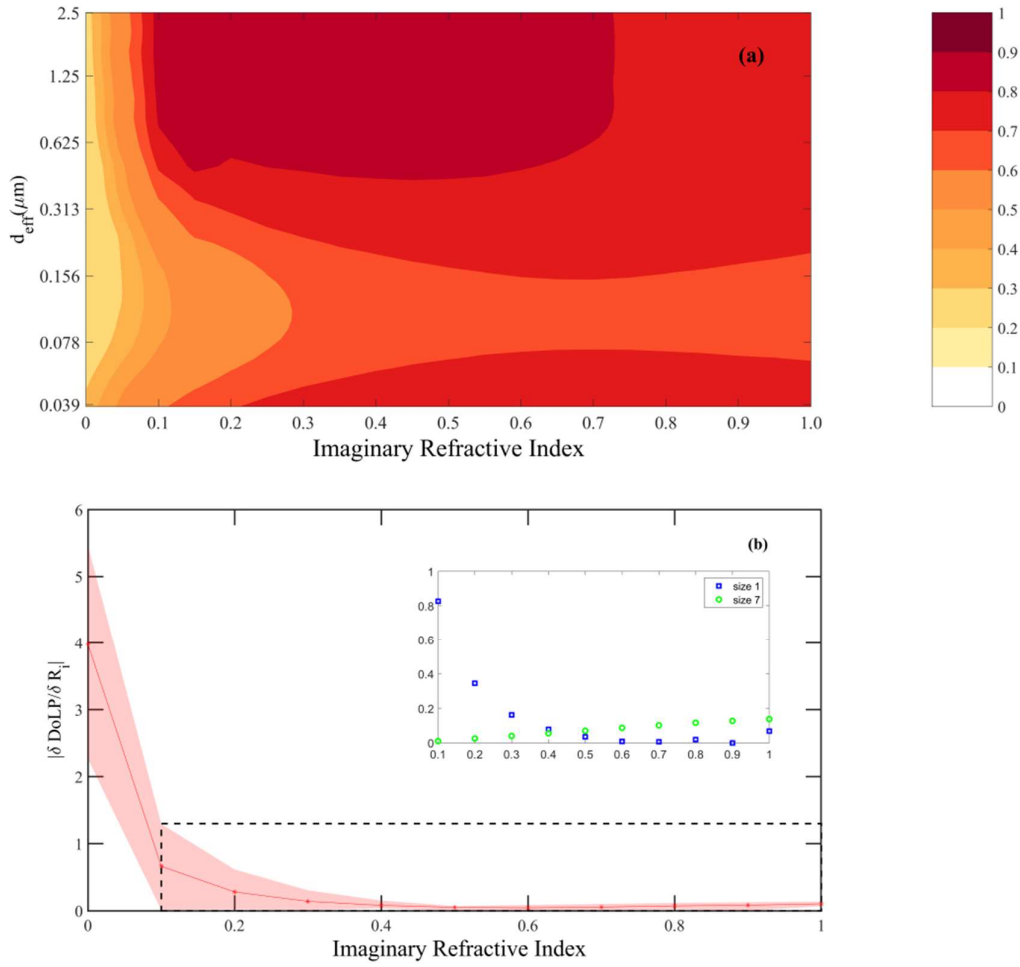 2.5
1.25
0.625
0.313
0.156
0.078
0.039
d_eff(μm)
(a)
0 0.1 0.2 0.3 0.4 0.5 0.6 0.7 0.8 0.9 1.0
Imaginary Refractive Index
1
0.9
0.8
0.7
0.6
0.5
0.4
0.3
0.2
0.1
0
6
5
4
3
2
1
0
|δ DoLP/δ R_i|
(b)
1
0.8
0.6
0.4
0.2
0
size 1
size 7
0.1 0.2 0.3 0.4 0.5 0.6 0.7 0.8 0.9 1
0 0.2 0.4 0.6 0.8 1
Imaginary Refractive Index